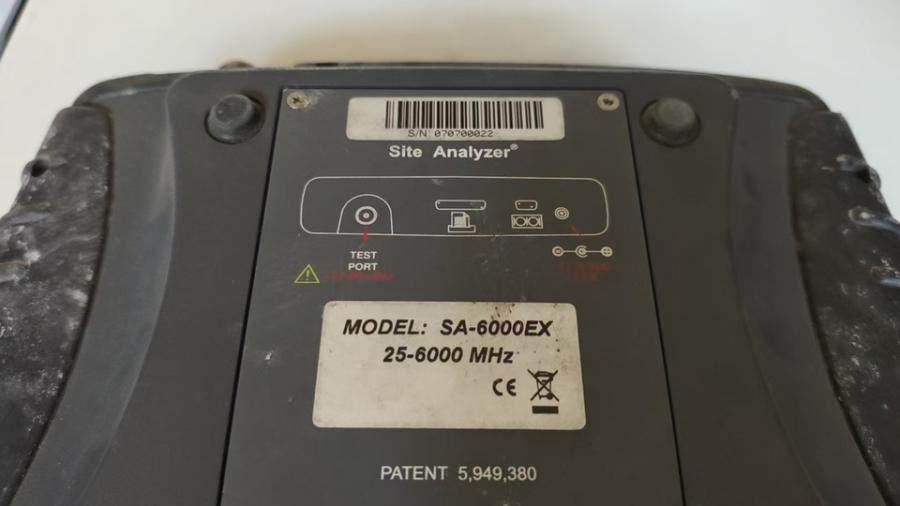 S/N: 070700022
Site Analyzer®
TEST
PORT
MODEL: SA-6000EX
25-6000 MHz
CE
PATENT 5,949,380